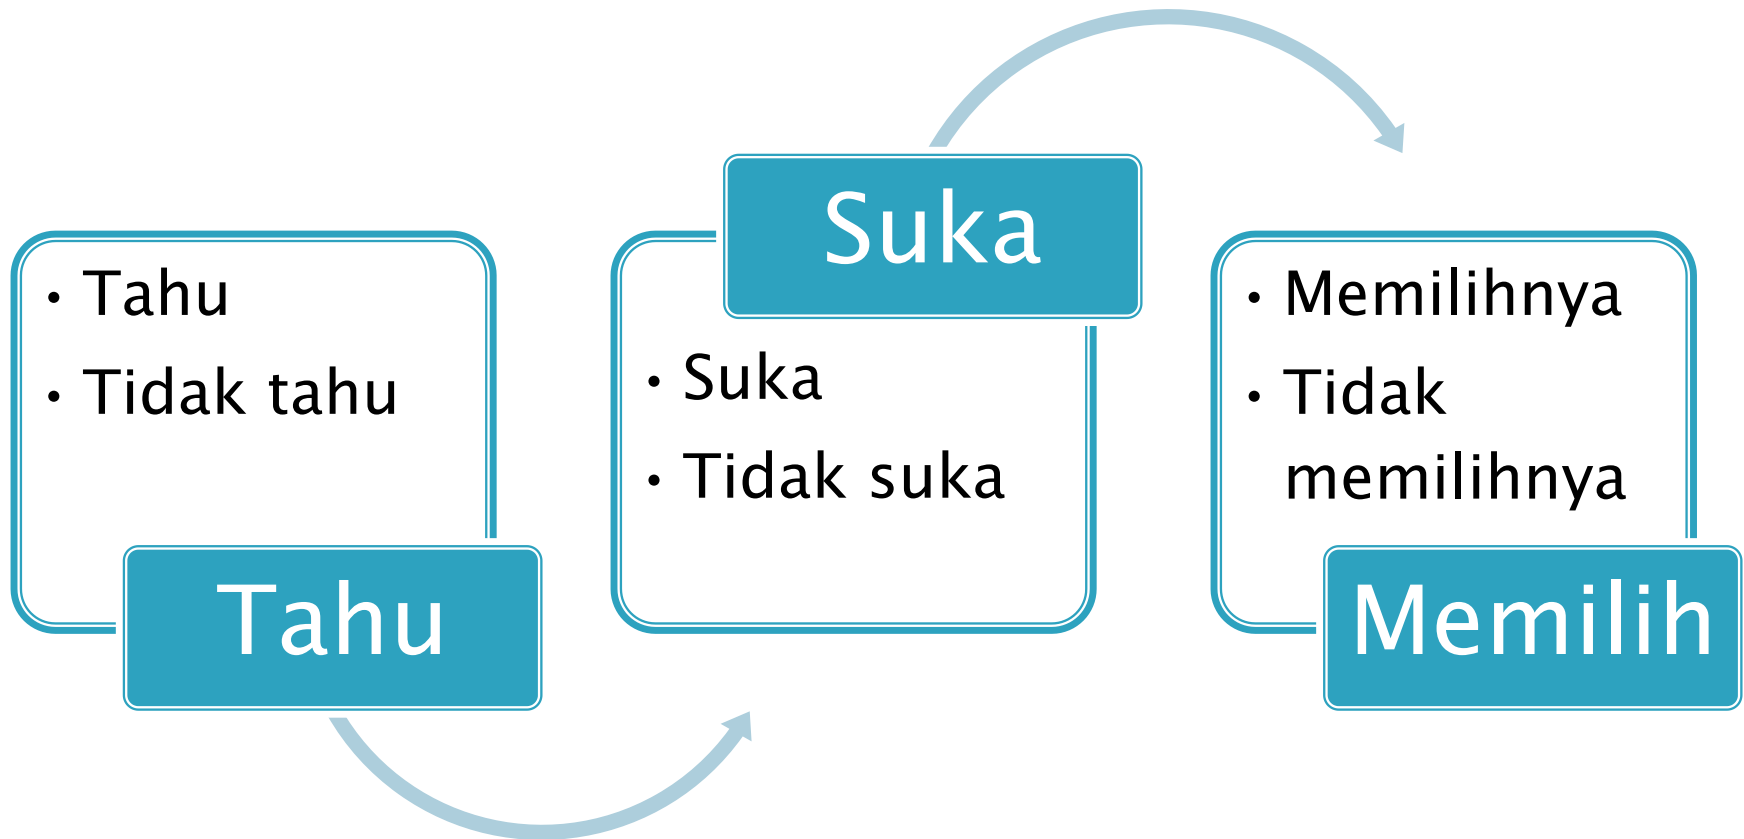 • Tahu
• Tidak tahu
Tahu
Suka
• Suka
• Tidak suka
• Memilihnya
• Tidak
memilihnya
Memilih